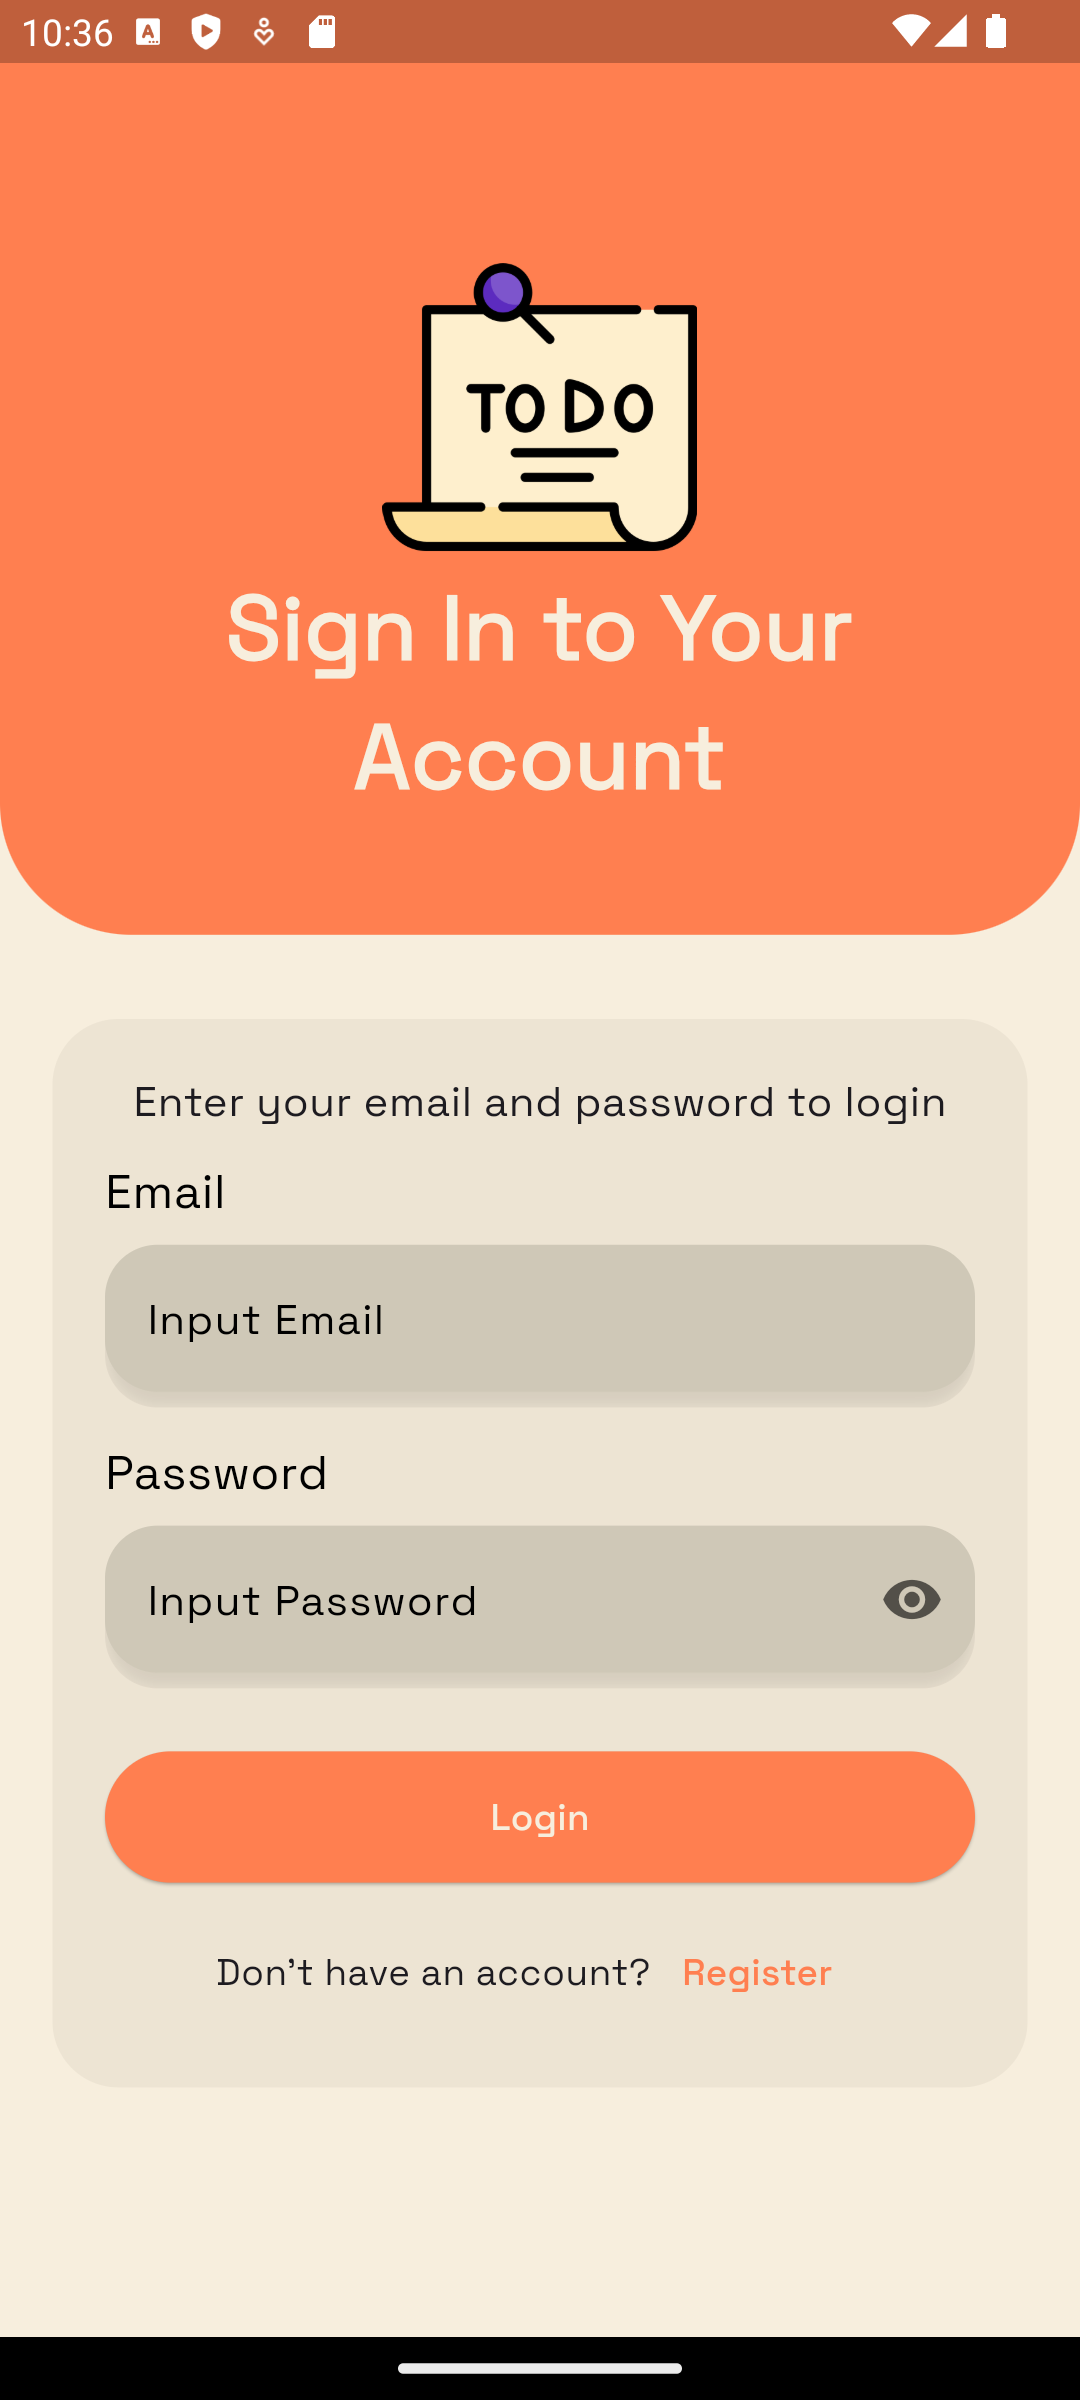 10:36
TO DO
Sign In to Your
Account
Enter your email and password to login
Email
Input Email
Password
Input Password
Login
Don't have an account? Register